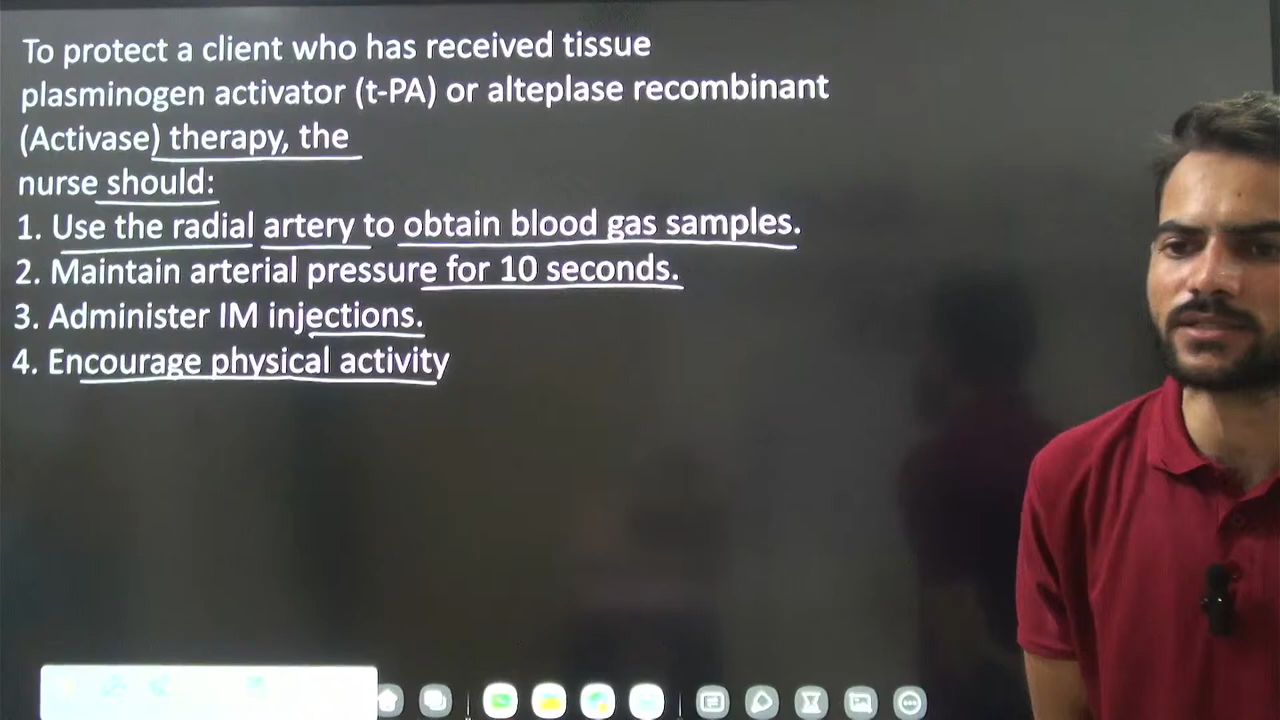 To protect a client who has received tissue
plasminogen activator (t-PA) or alteplase recombinant
(Activase) therapy, the
nurse should:
1. Use the radial artery to obtain blood gas samples.
2. Maintain arterial pressure for 10 seconds.
3. Administer IM injections.
4. Encourage physical activity